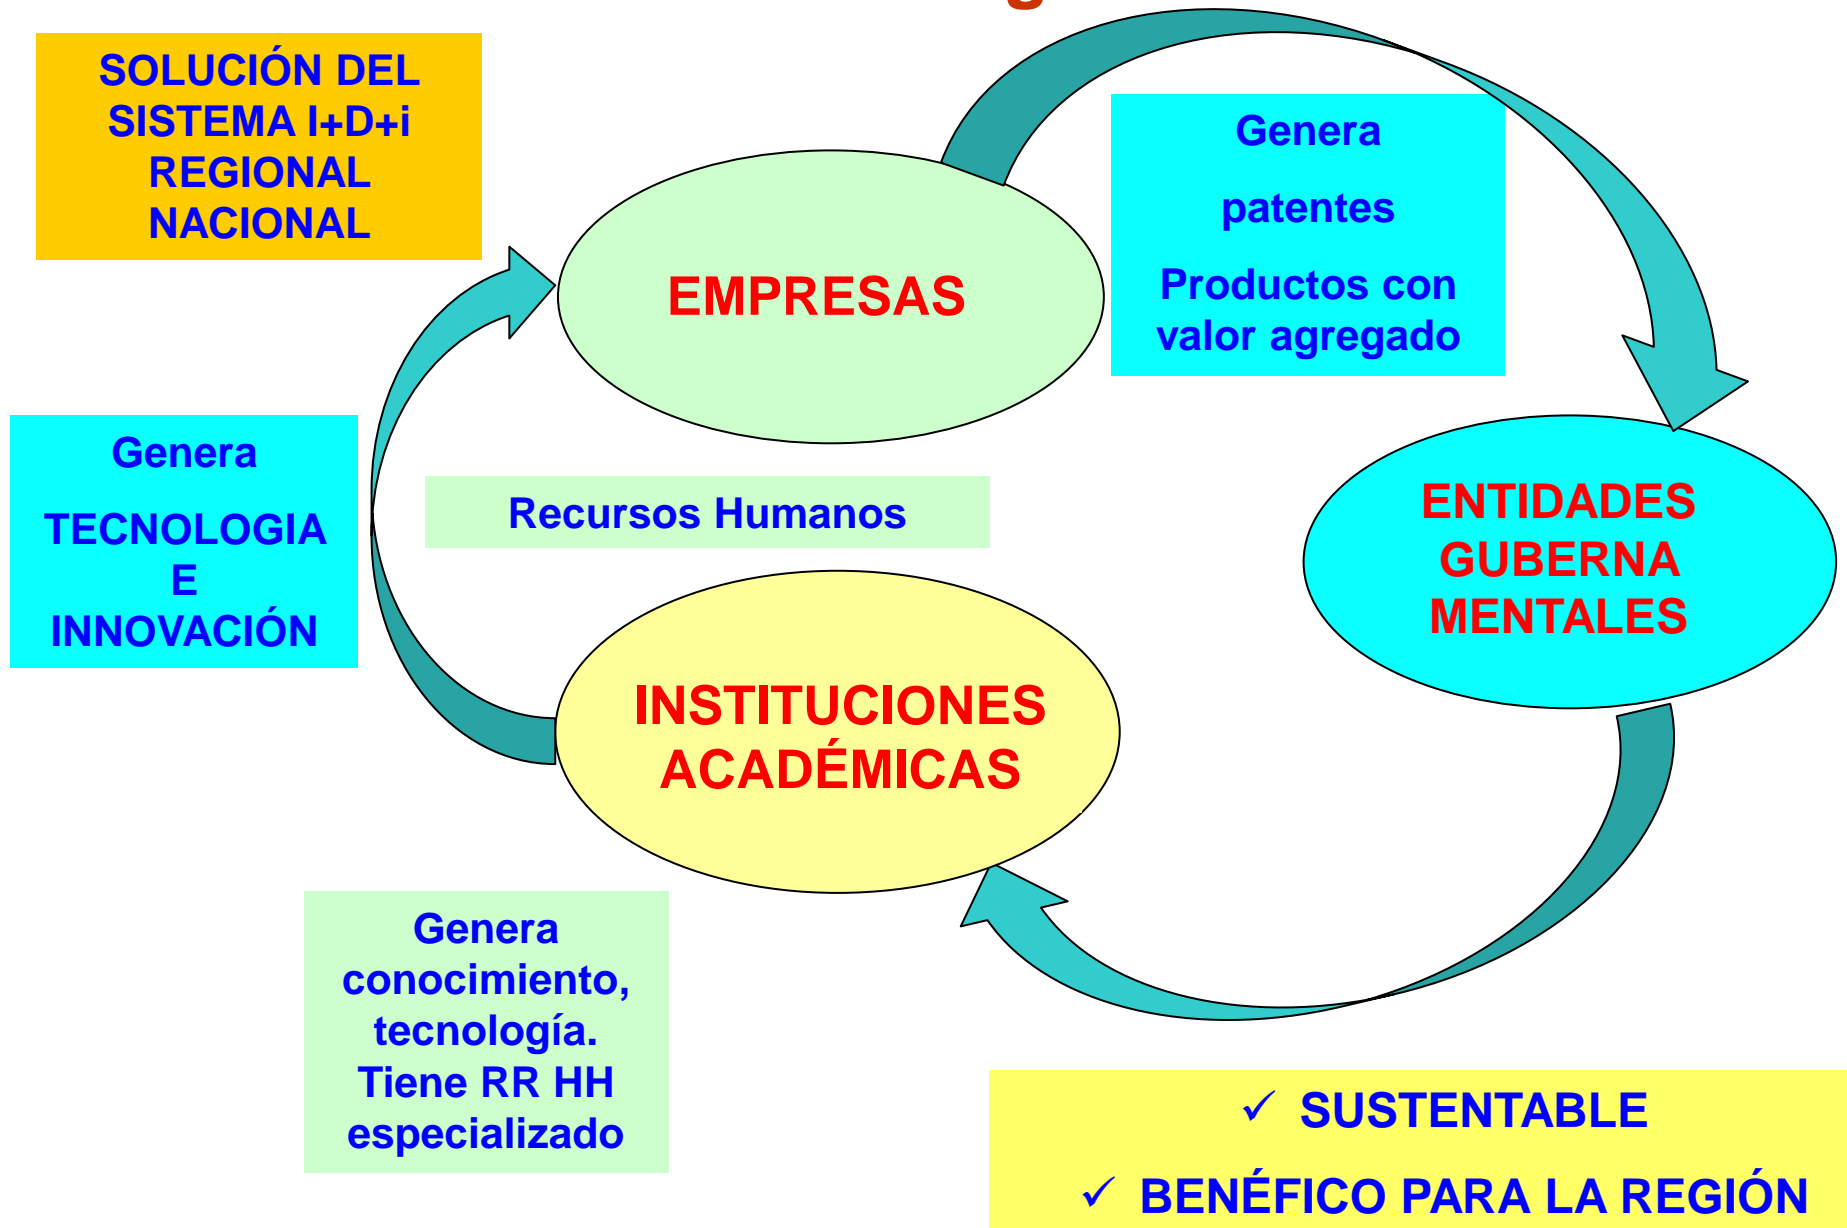 SOLUCIÓN DEL
SISTEMA I+D+i
REGIONAL
NACIONAL
Genera
patentes
Productos con
valor agregado
EMPRESAS
Genera
TECNOLOGIA
E
INNOVACIÓN
Recursos Humanos
ENTIDADES
GUBERNA
MENTALES
INSTITUCIONES
ACADÉMICAS
Genera
conocimiento,
tecnología.
Tiene RR HH
especializado
✓ SUSTENTABLE
✓ BENÉFICO PARA LA REGIÓN